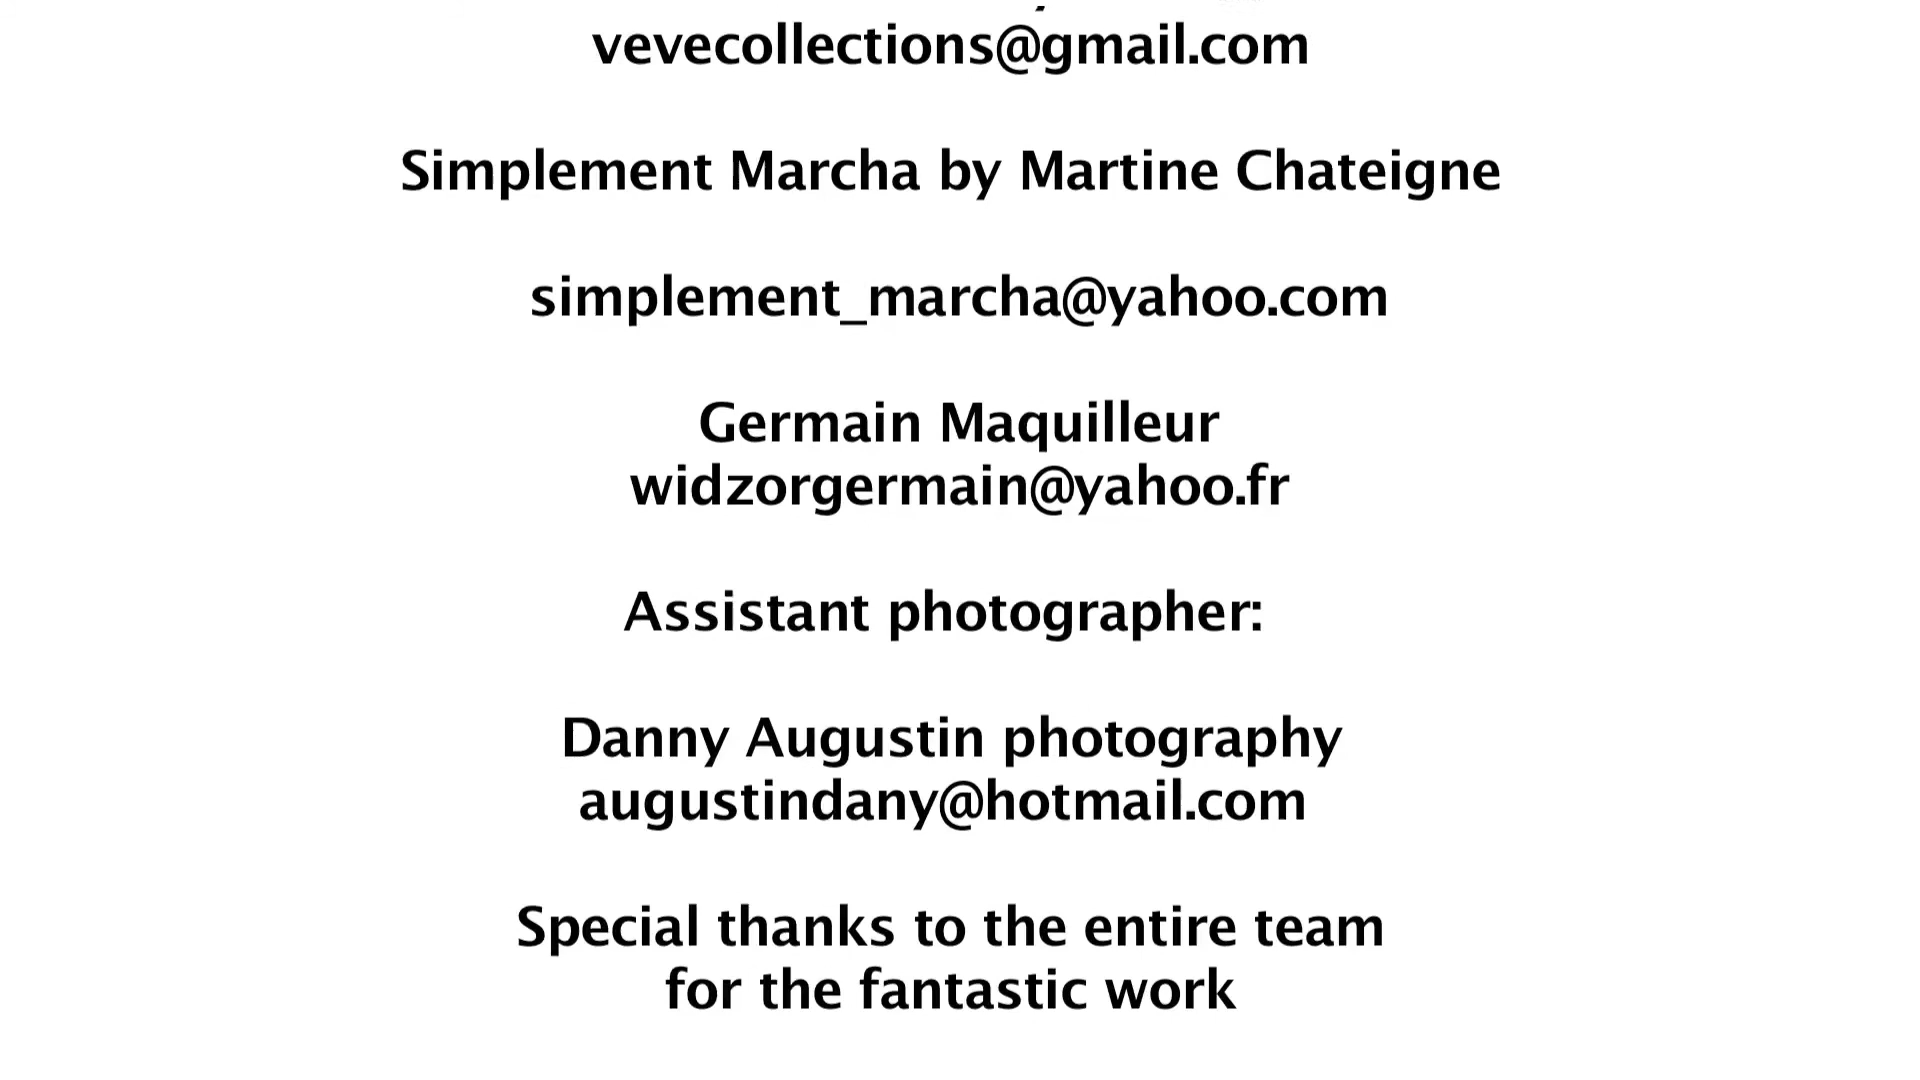 vevecollections@gmail.com
Simplement Marcha by Martine Chateigne
simplement_marcha@yahoo.com
Germain Maquilleur
widzorgermain@yahoo.fr
Assistant photographer:
Danny Augustin photography
augustindany@hotmail.com
Special thanks to the entire team
for the fantastic work